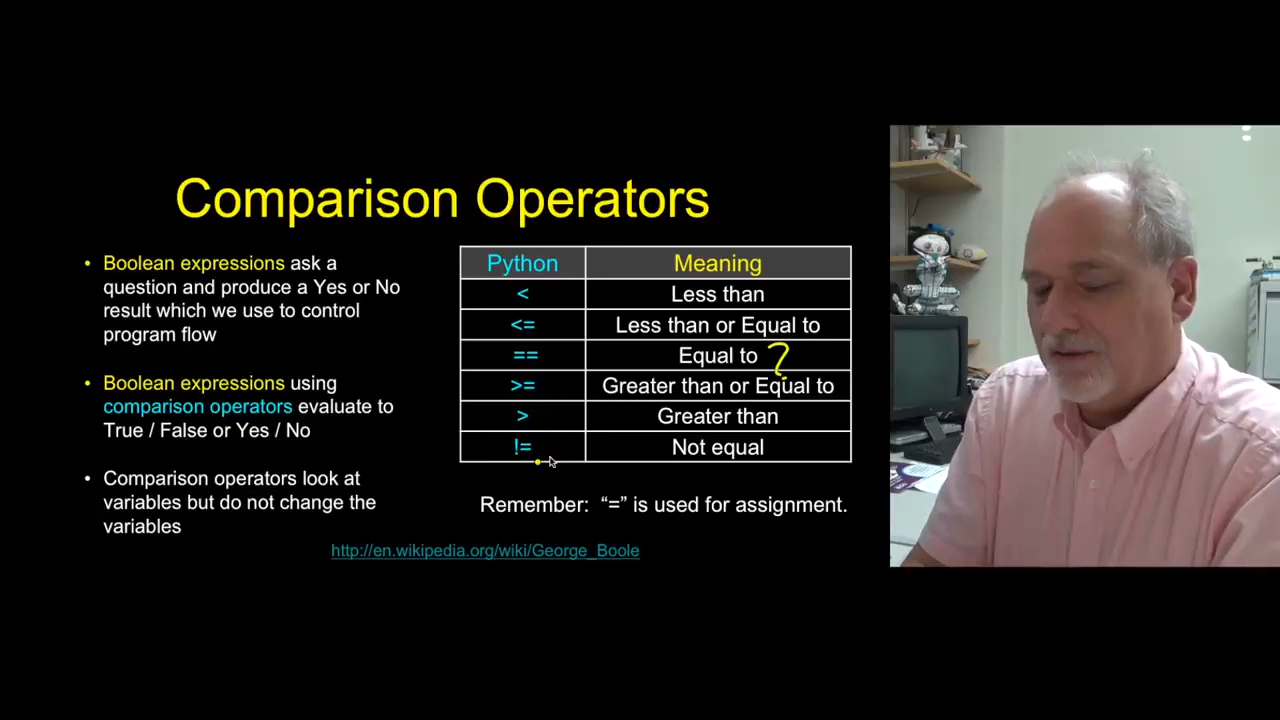 Comparison Operators
• Boolean expressions ask a
question and produce a Yes or No
result which we use to control
program flow
• Boolean expressions using
comparison operators evaluate to
True / False or Yes / No
• Comparison operators look at
variables but do not change the
variables
Python Meaning
< Less than
<= Less than or Equal to
== Equal to ?
>= Greater than or Equal to
> Greater than
!= Not equal
Remember: “=” is used for assignment.
http://en.wikipedia.org/wiki/George_Boole